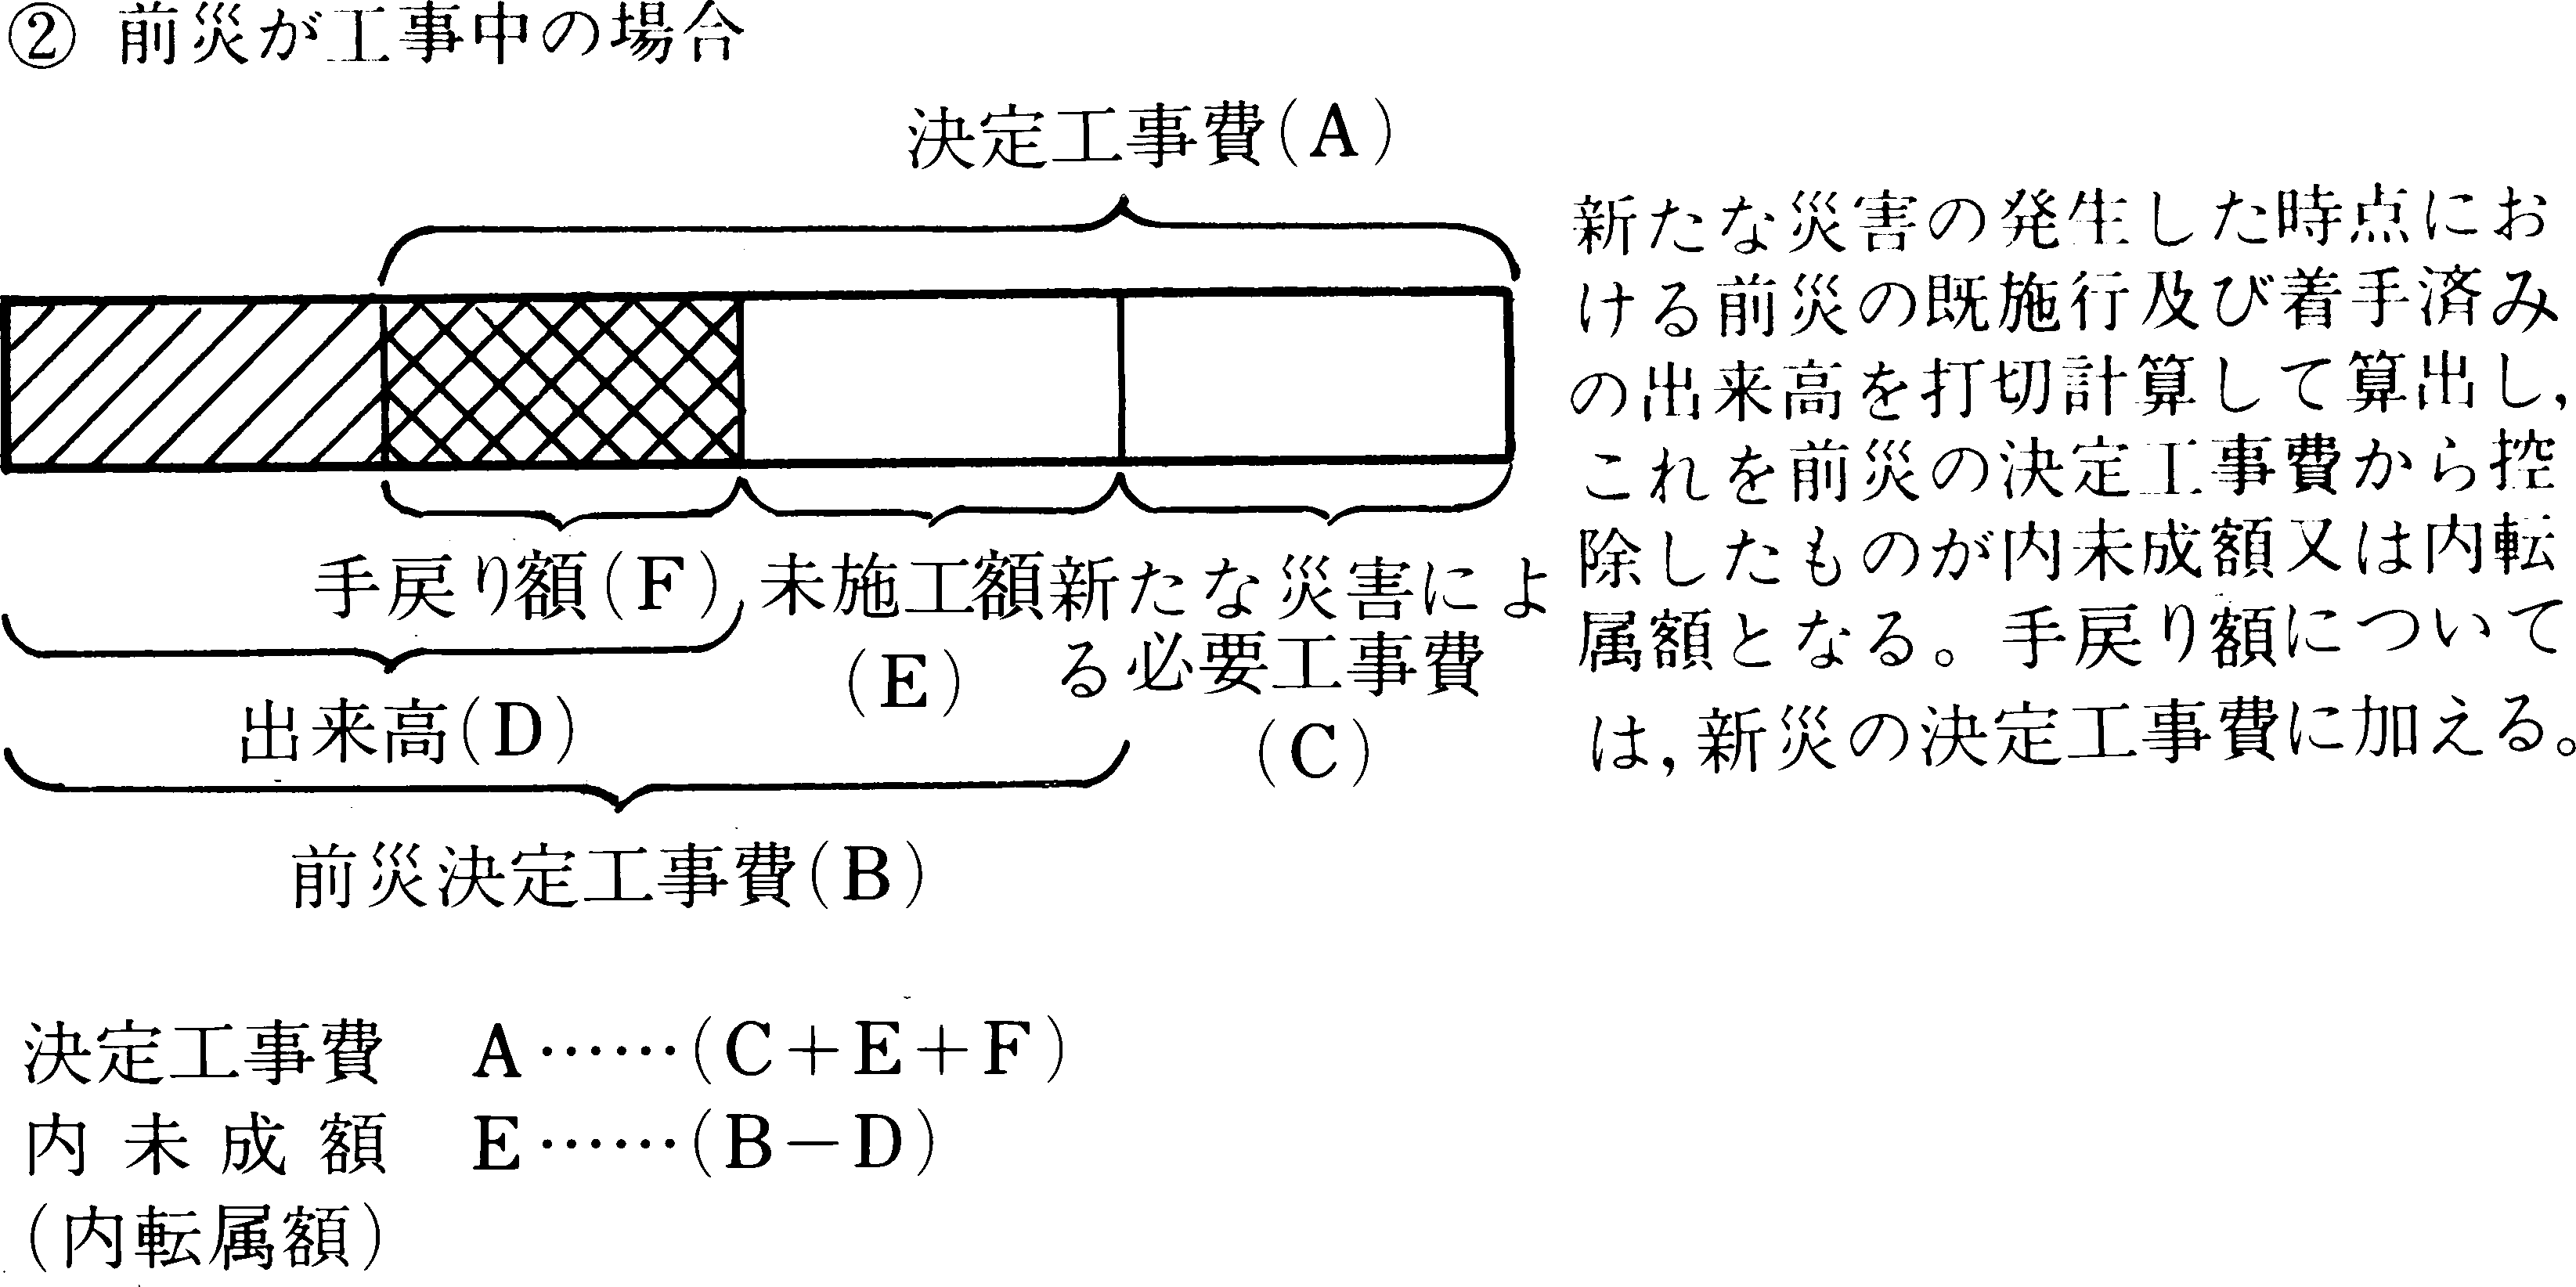 ② 前災が工事中の場合
決定工事費(A)
新たな災害の発生した時点にお
ける前災の既施行及び着手済み
の出来高を打切計算して算出し,
これを前災の決定工事費から控
除したものが内未成額又は内転
属額となる。手戻り額について
は,新災の決定工事費に加える。
手戻り額(F)
未施工額
(E)
新たな災害によ
る必要工事費
(C)
出来高(D)
前災決定工事費(B)
決定工事費 A……(C+E+F)
内未成額 E……(B-D)
(内転属額)